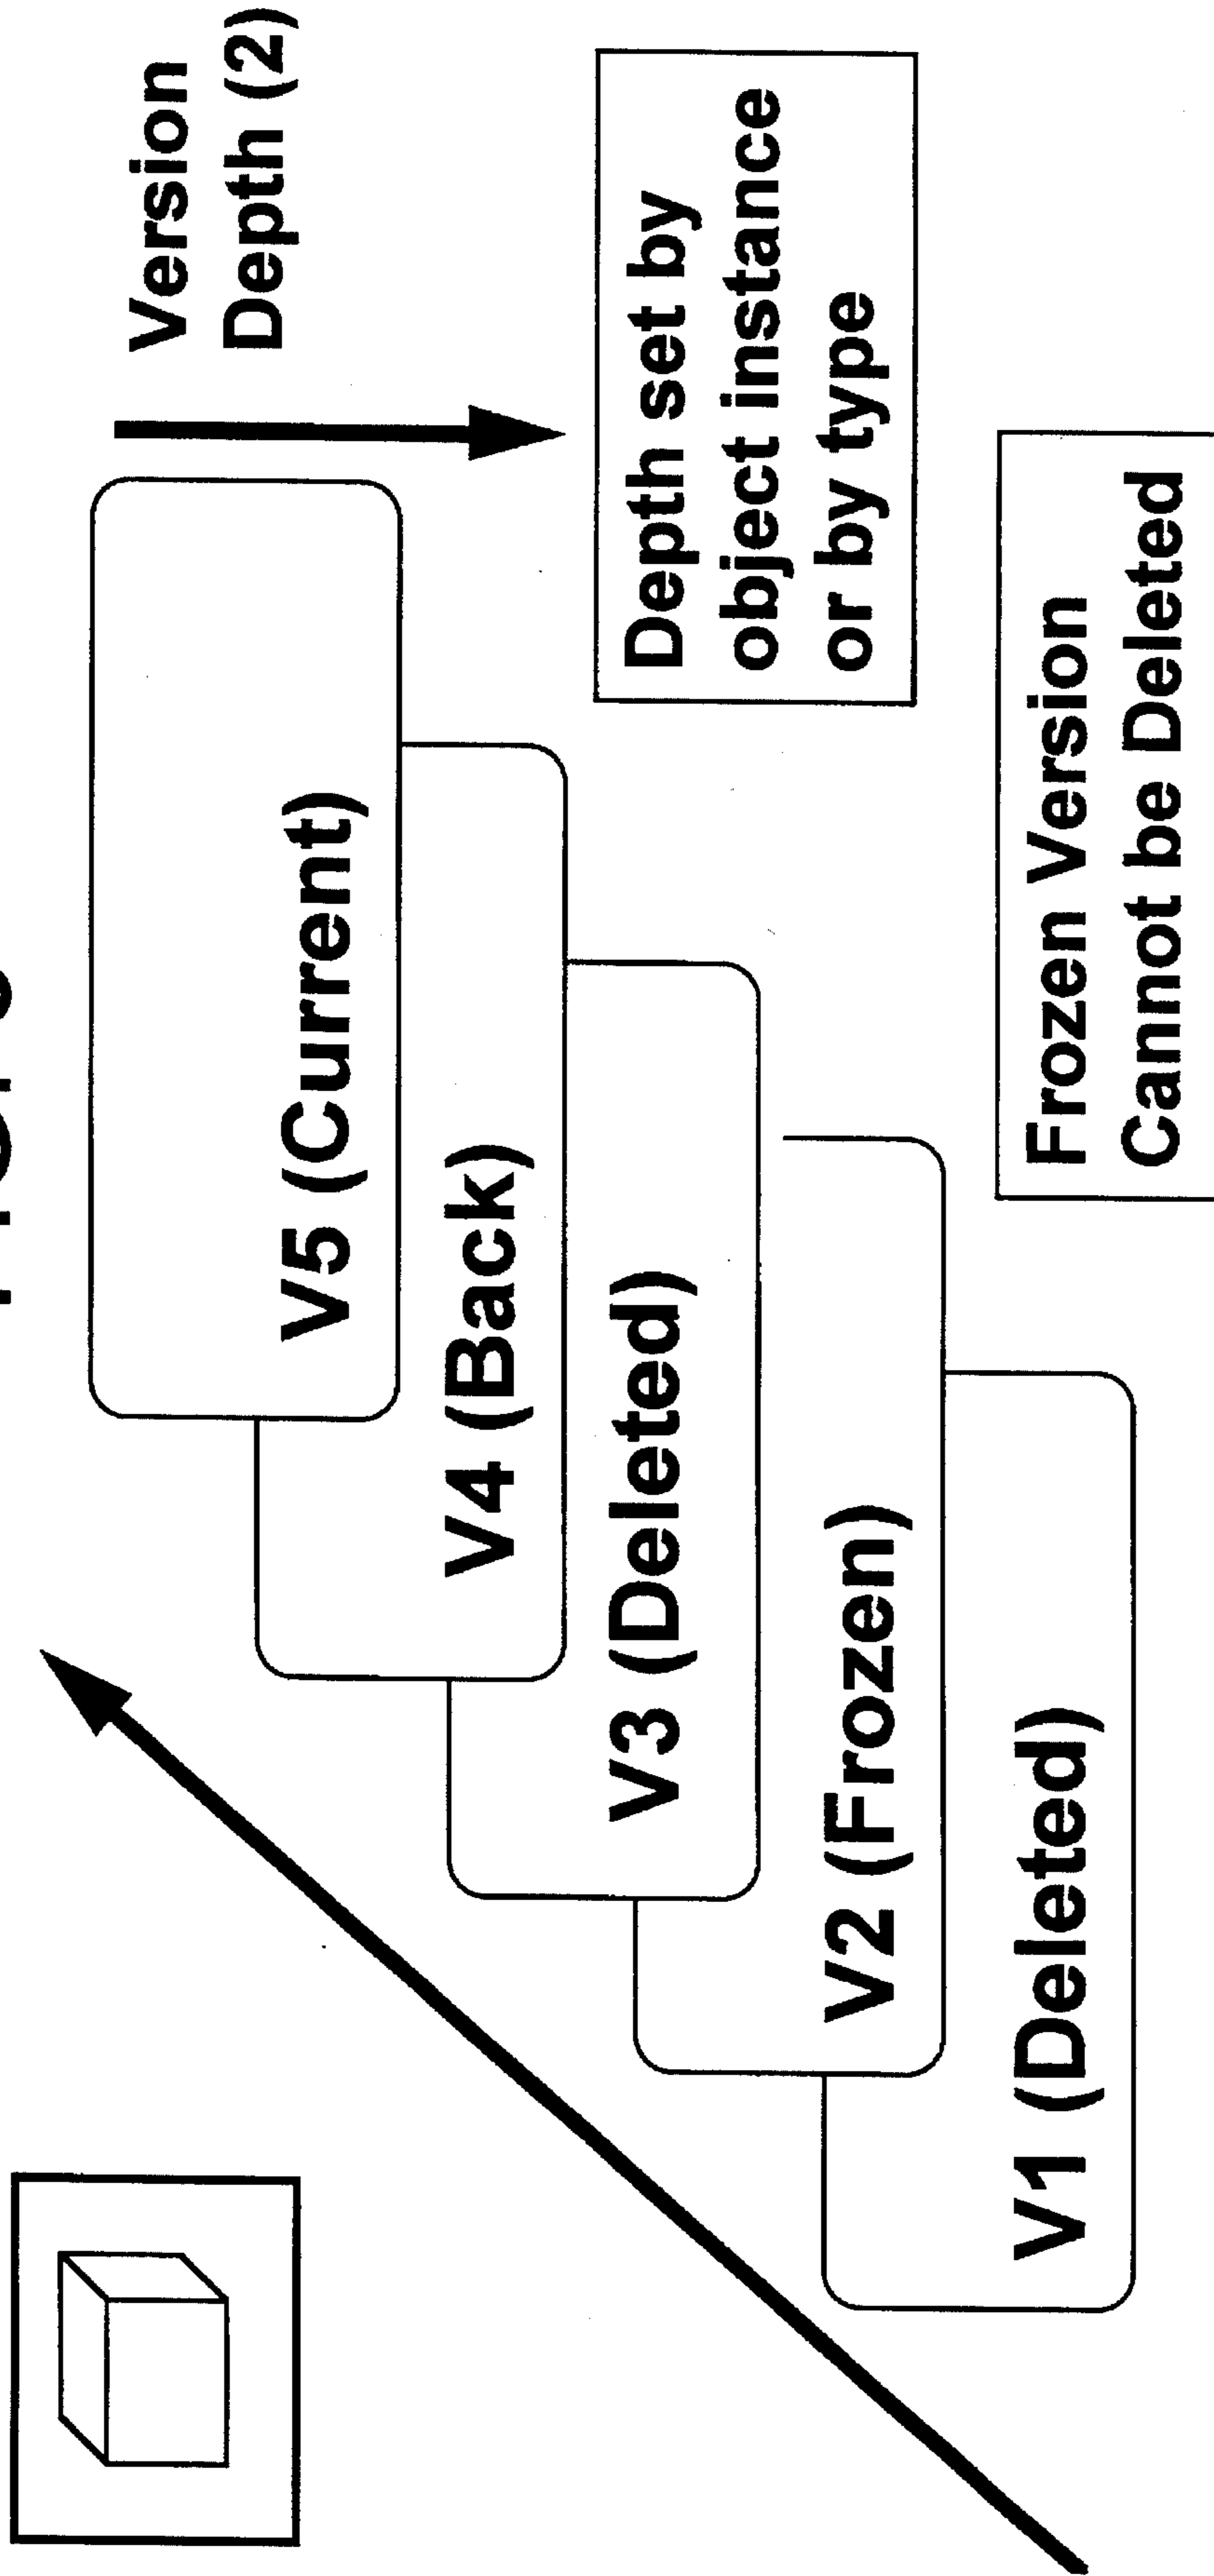 Version
Depth (2)
V5 (Current)
V4 (Back)
Depth set by
object instance
or by type
V3 (Deleted)
V2 (Frozen)
Frozen Version
Cannot be Deleted
V1 (Deleted)